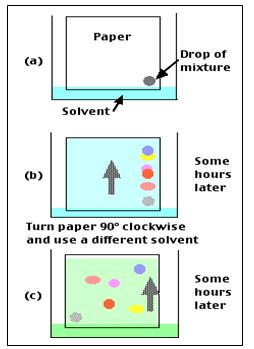 Paper
(a)
Drop of
mixture
Solvent
(b)
Some
hours
later
Turn paper 90° clockwise
and use a different solvent
(c)
Some
hours
later